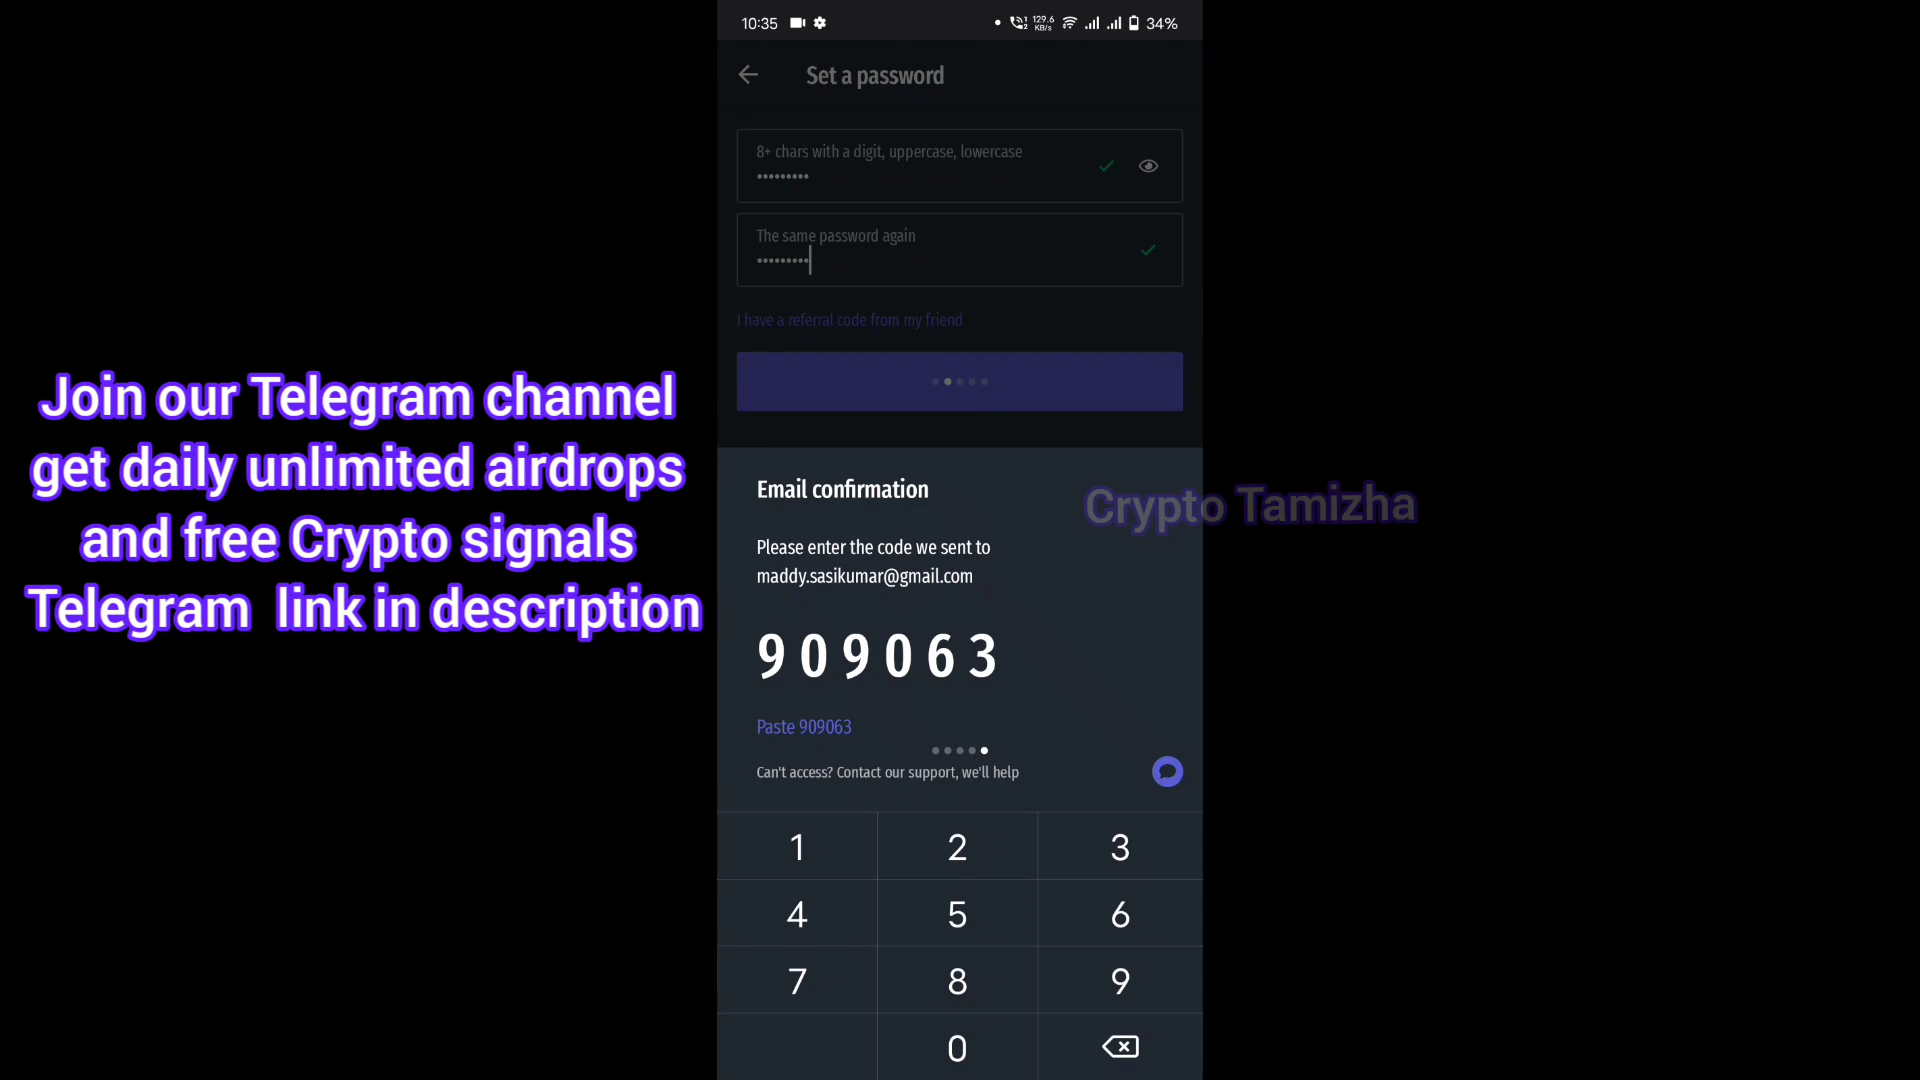 10:35
129.6
KB/s
34%
Set a password
8+ chars with a digit, uppercase, lowercase
•••••••••
The same password again
•••••••••
I have a referral code from my friend
Join our Telegram channel
get daily unlimited airdrops
and free Crypto signals
Telegram link in description
Email confirmation
Crypto Tamizha
Please enter the code we sent to
maddy.sasikumar@gmail.com
909063
Paste 909063
Can't access? Contact our support, we'll help
1 2 3
4 5 6
7 8 9
0